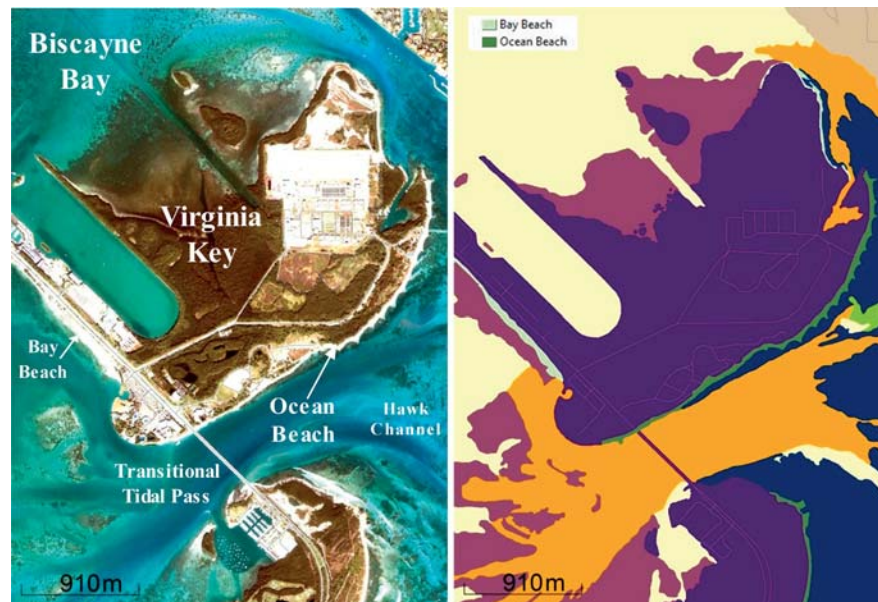 Biscayne
Bay
Virginia
Key
Bay
Beach
Ocean
Beach
Hawk
Channel
Transitional
Tidal Pass
910m
Bay Beach
Ocean Beach
910m